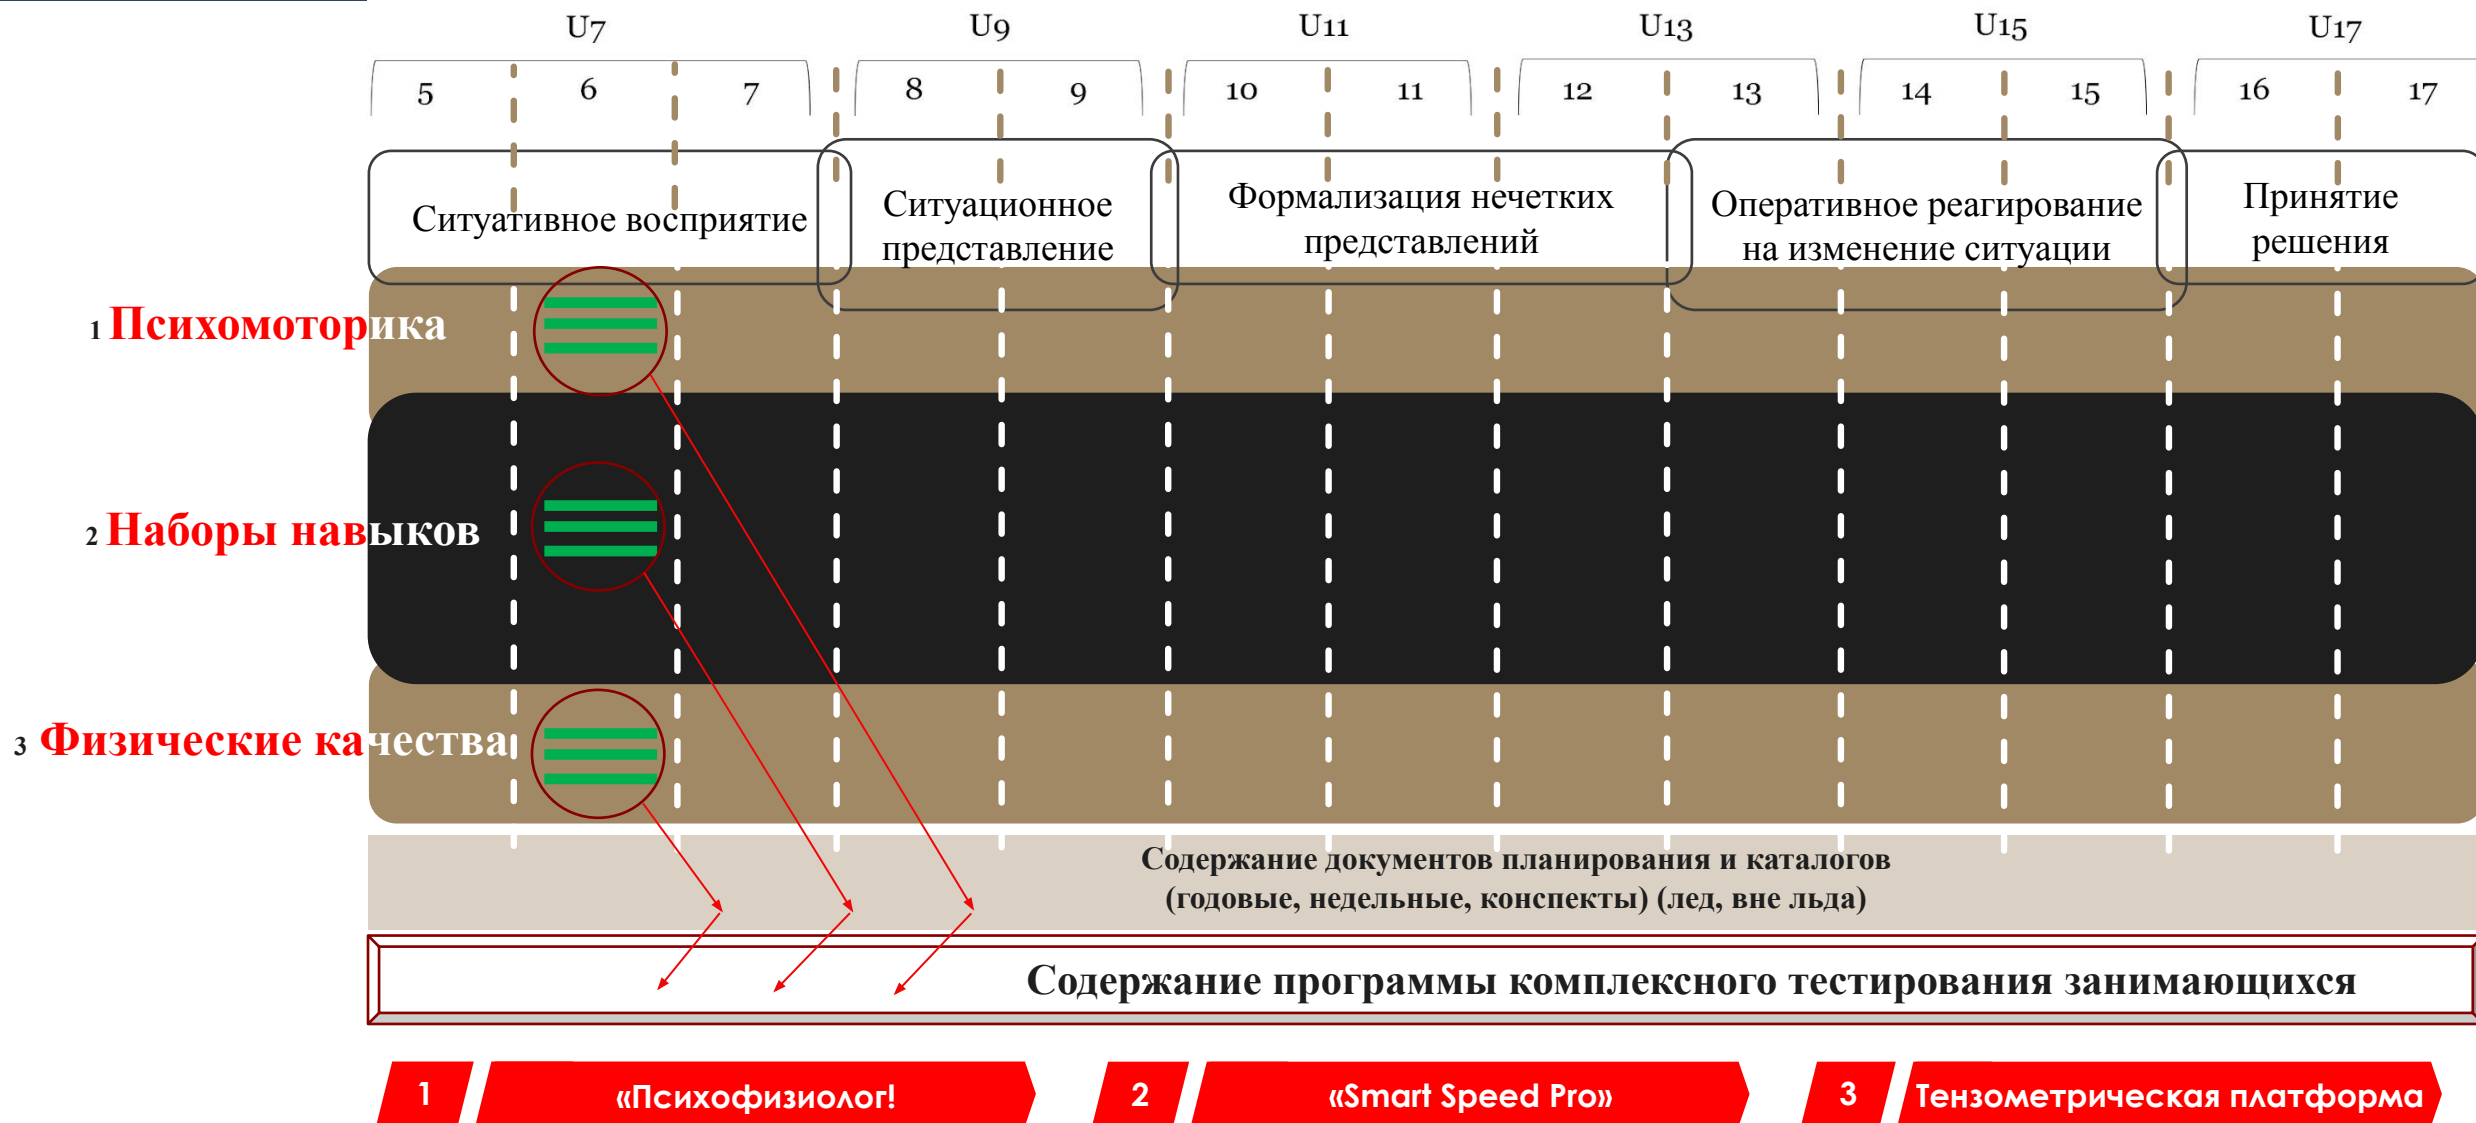 U7 U9 U11 U13 U15 U17
5 6 7 8 9 10 11 12 13 14 15 16 17
Ситуативное восприятие
Ситуационное
представление
Формализация нечетких
представлений
Оперативное реагирование
на изменение ситуации
Принятие
решения
1 Психомоторика
2 Наборы навыков
3 Физические качества
Содержание документов планирования и каталогов
(годовые, недельные, конспекты) (лед, вне льда)
Содержание программы комплексного тестирования занимающихся
1 «Психофизиолог!
2 «Smart Speed Pro»
3 Тензометрическая платформа